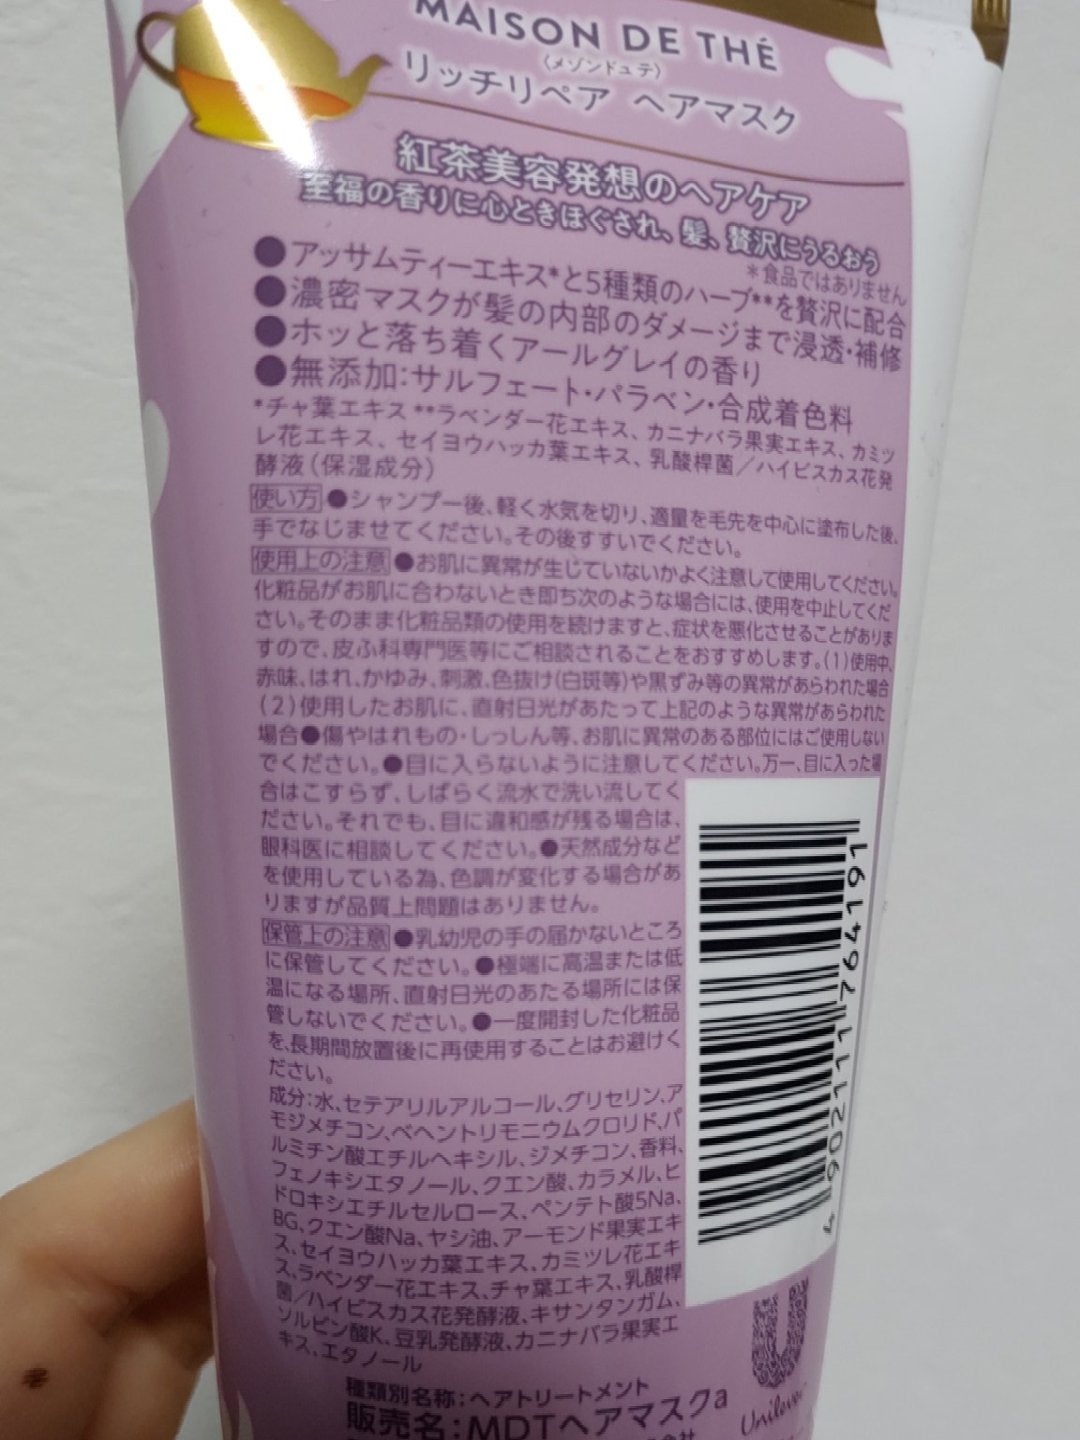 MAISON DE THÉ
〈メゾンドュテ〉
リッチリペア ヘアマスク
紅茶美容発想のヘアケア
至福の香りに心ときほぐされ、髪、贅沢にうるおう
＊食品ではありません
●アッサムティーエキス*と5種類のハーブ**を贅沢に配合
●濃密マスクが髪の内部のダメージまで浸透・補修
●ホッと落ち着くアールグレイの香り
●無添加：サルフェート・パラベン・合成着色料
*チャ葉エキス **ラベンダー花エキス、カニナバラ果実エキス、カミツ
レ花エキス、セイヨウハッカ葉エキス、乳酸桿菌／ハイビスカス花発
酵液（保湿成分）
使い方 ●シャンプー後、軽く水気を切り、適量を毛先を中心に塗布した後、
手でなじませてください。その後すすいでください。
使用上の注意 ●お肌に異常が生じていないかよく注意して使用してください。
化粧品がお肌に合わないとき即ち次のような場合には、使用を中止してくだ
さい。そのまま化粧品類の使用を続けますと、症状を悪化させることがありま
すので、皮ふ科専門医等にご相談されることをおすすめします。（1）使用中、
赤味、はれ、かゆみ、刺激、色抜け（白斑等）や黒ずみ等の異常があらわれた場合
（2）使用したお肌に、直射日光があたって上記のような異常があらわれた
場合●傷やはれもの・しっしん等、お肌に異常のある部位にはご使用しない
でください。●目に入らないように注意してください。万一、目に入った場
合はこすらず、しばらく流水で洗い流してく
ださい。それでも、目に違和感が残る場合は、
眼科医に相談してください。●天然成分など
を使用している為、色調が変化する場合があ
りますが品質上問題はありません。
保管上の注意 ●乳幼児の手の届かないところ
に保管してください。●極端に高温または低
温になる場所、直射日光のあたる場所には保
管しないでください。●一度開封した化粧品
を、長期間放置後に再使用することはお避けく
ださい。
成分：水、セテアリルアルコール、グリセリン、ア
モジメチコン、ベヘントリモニウムクロリド、パ
ルミチン酸エチルヘキシル、ジメチコン、香料、
フェノキシエタノール、クエン酸、カラメル、ヒ
ドロキシエチルセルロース、ペンテト酸5Na、
BG、クエン酸Na、ヤシ油、アーモンド果実エキ
ス、セイヨウハッカ葉エキス、カミツレ花エキ
ス、ラベンダー花エキス、チャ葉エキス、乳酸桿
菌／ハイビスカス花発酵液、キサンタンガム、
ソルビン酸K、豆乳発酵液、カニナバラ果実エ
キス、エタノール
種類別名称：ヘアトリートメント
販売名：MDTヘアマスクa
4902111769141
Unilever